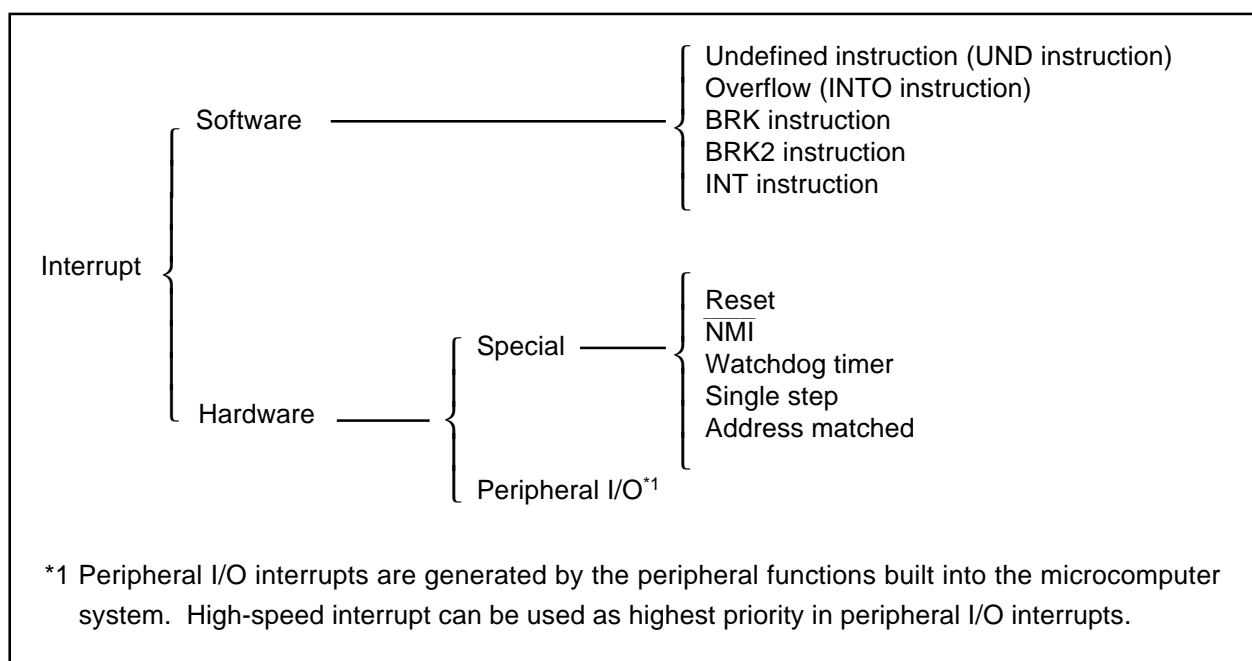 Interrupt
Software
Undefined instruction (UND instruction)
Overflow (INTO instruction)
BRK instruction
BRK2 instruction
INT instruction
Hardware
Special
Reset
N̅M̅I̅
Watchdog timer
Single step
Address matched
Peripheral I/O*1
*1 Peripheral I/O interrupts are generated by the peripheral functions built into the microcomputer
system. High-speed interrupt can be used as highest priority in peripheral I/O interrupts.